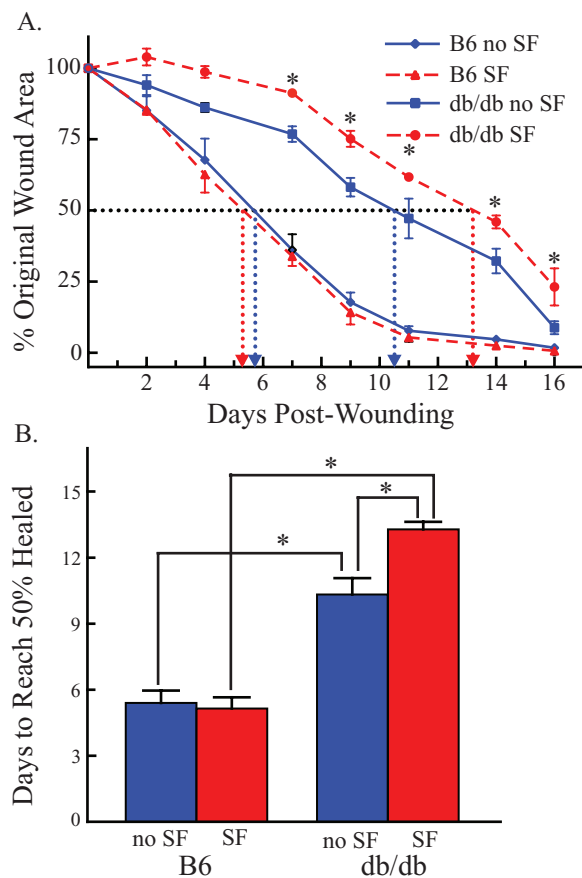 A.
B6 no SF
B6 SF
db/db no SF
db/db SF
% Original Wound Area
100
75
50
25
0
* * * * *
2 4 6 8 10 12 14 16
Days Post-Wounding
B.
Days to Reach 50% Healed
15
13
9
6
3
0
*
*
*
no SF SF no SF SF
B6 db/db